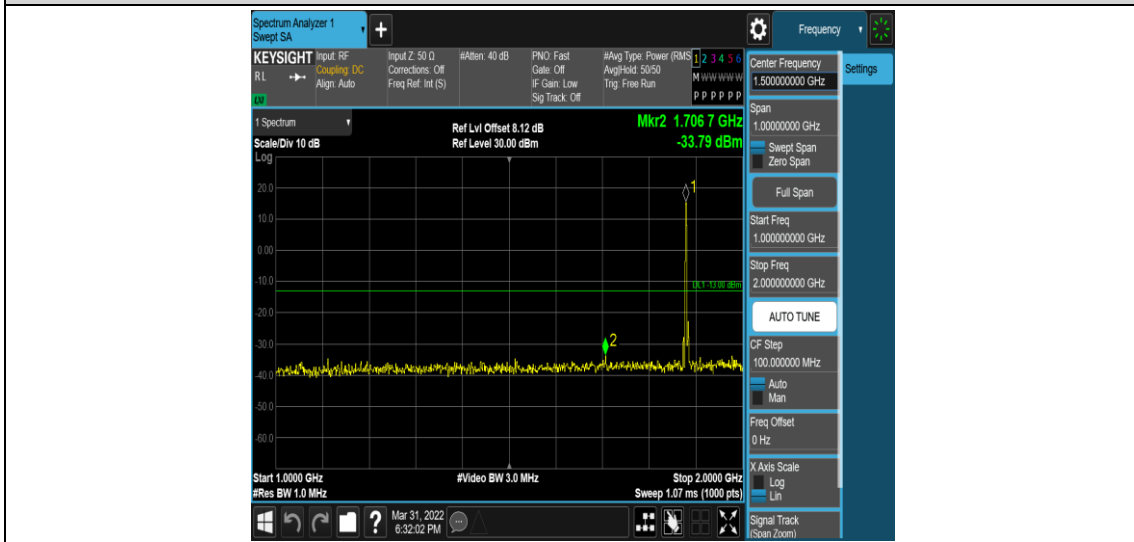 Spectrum Analyzer 1
Swept SA
+
Frequency
KEYSIGHT
RL
Input: RF
Coupling: DC
Align: Auto
Input Z: 50 Ω
Corrections: Off
Freq Ref: Int (S)
#Atten: 40 dB
PNO: Fast
Gate: Off
IF Gain: Low
Sig Track: Off
#Avg Type: Power (RMS
Avg|Hold: 50/50
Trig: Free Run
1 2 3 4 5 6
M W W W W W
P P P P P P
1 Spectrum
Scale/Div 10 dB
Log
Ref Lvl Offset 8.12 dB
Ref Level 30.00 dBm
Mkr2 1.706 7 GHz
-33.79 dBm
20.0
10.0
0.00
-10.0
-20.0
-30.0
-40.0
-50.0
-60.0
1
DL1 -13.00 dBm
2
Start 1.0000 GHz
#Res BW 1.0 MHz
#Video BW 3.0 MHz
Stop 2.0000 GHz
Sweep 1.07 ms (1000 pts)
?
Mar 31, 2022
6:32:02 PM
Center Frequency
1.500000000 GHz
Settings
Span
1.00000000 GHz
Swept Span
Zero Span
Full Span
Start Freq
1.000000000 GHz
Stop Freq
2.000000000 GHz
AUTO TUNE
CF Step
100.000000 MHz
Auto
Man
Freq Offset
0 Hz
X Axis Scale
Log
Lin
Signal Track
(Span Zoom)